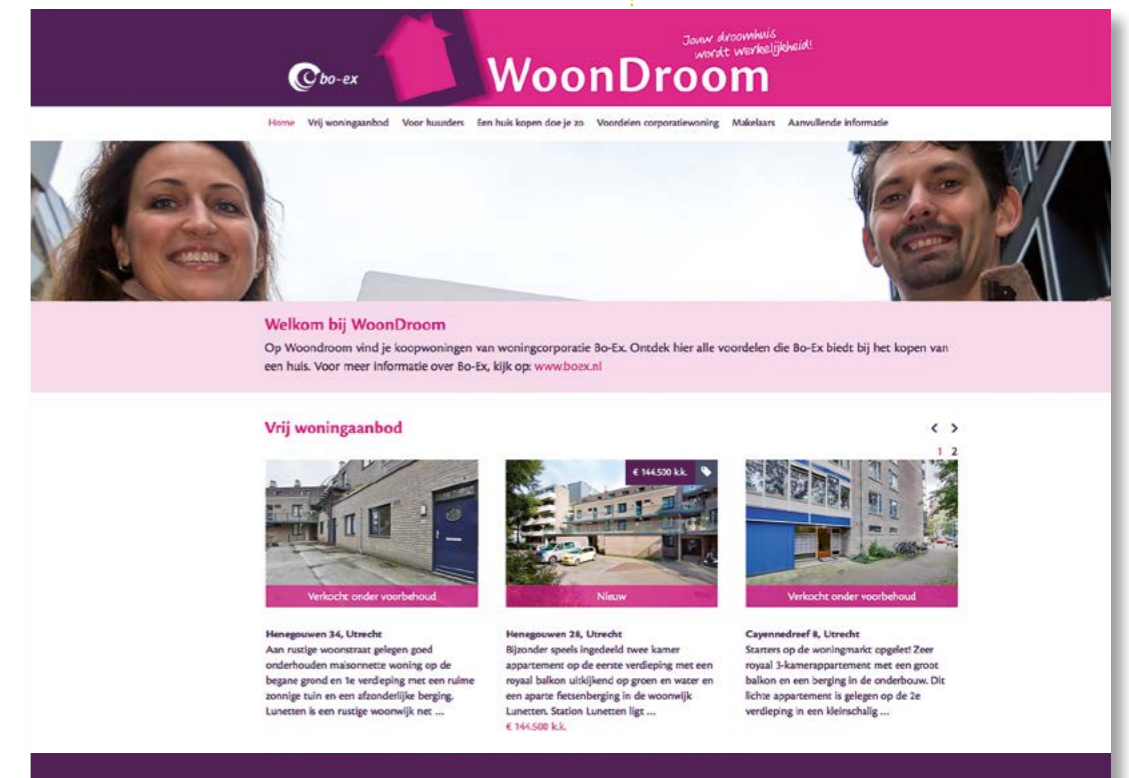 Jouw droomhuis
wordt werkelijkheid!
bo-ex
WoonDroom
Home Vrij woningaanbod Voor huurders Een huis kopen doe je zo Voordelen corporatiewoning Makelaars Aanvullende informatie
Welkom bij WoonDroom
Op Woondroom vind je koopwoningen van woningcorporatie Bo-Ex. Ontdek hier alle voordelen die Bo-Ex biedt bij het kopen van
een huis. Voor meer informatie over Bo-Ex, kijk op: www.boex.nl
Vrij woningaanbod
< >
1 2
Verkocht onder voorbehoud
Henegouwen 34, Utrecht
Aan rustige woonstraat gelegen goed
onderhouden maisonnette woning op de
begane grond en 1e verdieping met een ruime
zonnige tuin en een afzonderlijke berging.
Lunetten is een rustige woonwijk net ...
€ 144.500 k.k.
Nieuw
Henegouwen 28, Utrecht
Bijzonder speels ingedeeld twee kamer
appartement op de eerste verdieping met een
royaal balkon uitkijkend op groen en water en
een aparte fietsenberging in de woonwijk
Lunetten. Station Lunetten ligt ...
€ 144.500 k.k.
Verkocht onder voorbehoud
Cayennedreef 8, Utrecht
Starters op de woningmarkt opgelet! Zeer
royaal 3-kamerappartement met een groot
balkon en een berging in de onderbouw. Dit
lichte appartement is gelegen op de 2e
verdieping in een kleinschalig ...